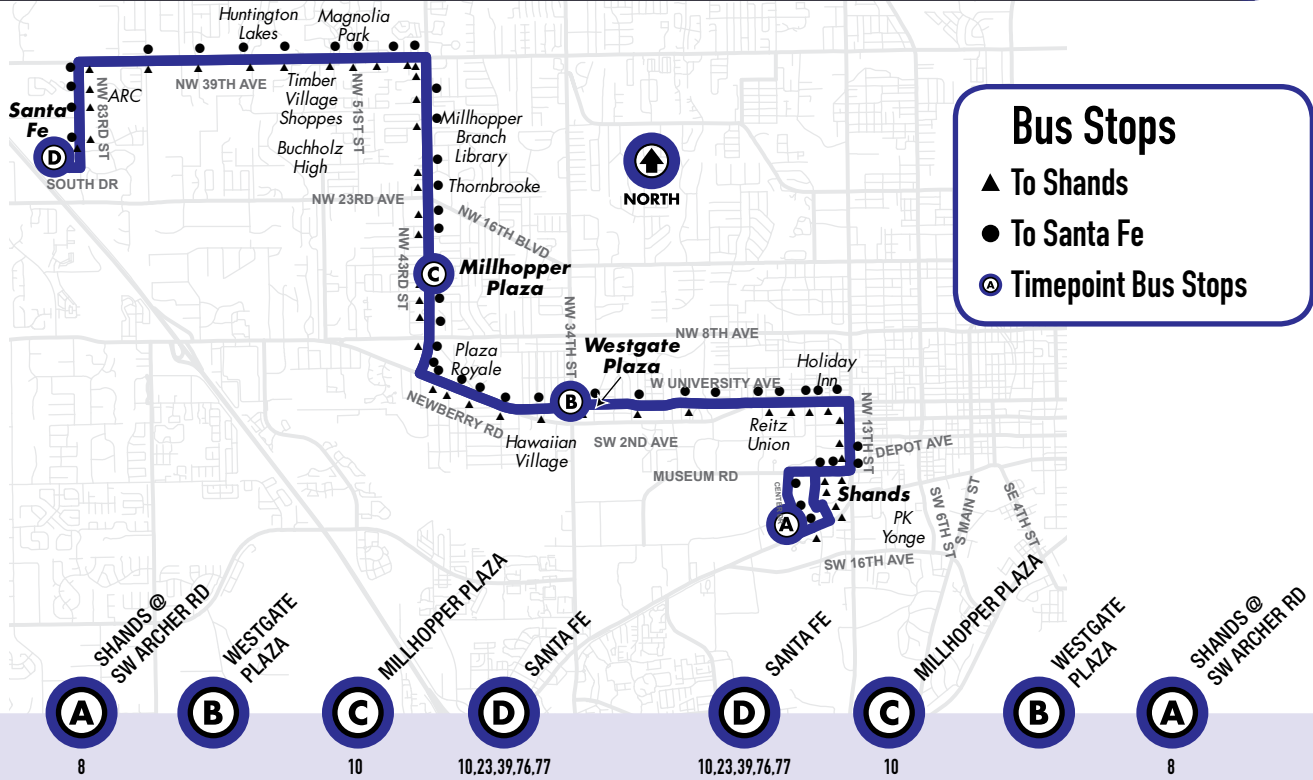 Huntington
Lakes
Magnolia
Park
NW 39TH AVE
NW 83RD ST
ARC
Timber
Village
Shoppes
NW 51ST ST
Santa
Fe
D
SOUTH DR
Buchholz
High
Millhopper
Branch
Library
Thornbrooke
NW 23RD AVE
NW 16TH BLVD
NW 43RD ST
C
Millhopper
Plaza
NORTH
Bus Stops
To Shands
To Santa Fe
A
Timepoint Bus Stops
NW 34TH ST
NW 8TH AVE
Plaza
Royale
Westgate
Plaza
W UNIVERSITY AVE
Holiday
Inn
B
NEWBERRY RD
Hawaiian
Village
SW 2ND AVE
Reitz
Union
NW 13TH ST
DEPOT AVE
MUSEUM RD
Shands
A
PK
Yonge
SW 6TH ST
S MAIN ST
SE 4TH ST
SW 16TH AVE
SHANDS @
SW ARCHER RD
WESTGATE
PLAZA
MILLHOPPER PLAZA
SANTA FE
SANTA FE
MILLHOPPER PLAZA
WESTGATE
PLAZA
SHANDS @
SW ARCHER RD
A
B
C
D
D
C
B
A
8
10
10,23,39,76,77
10,23,39,76,77
10
8